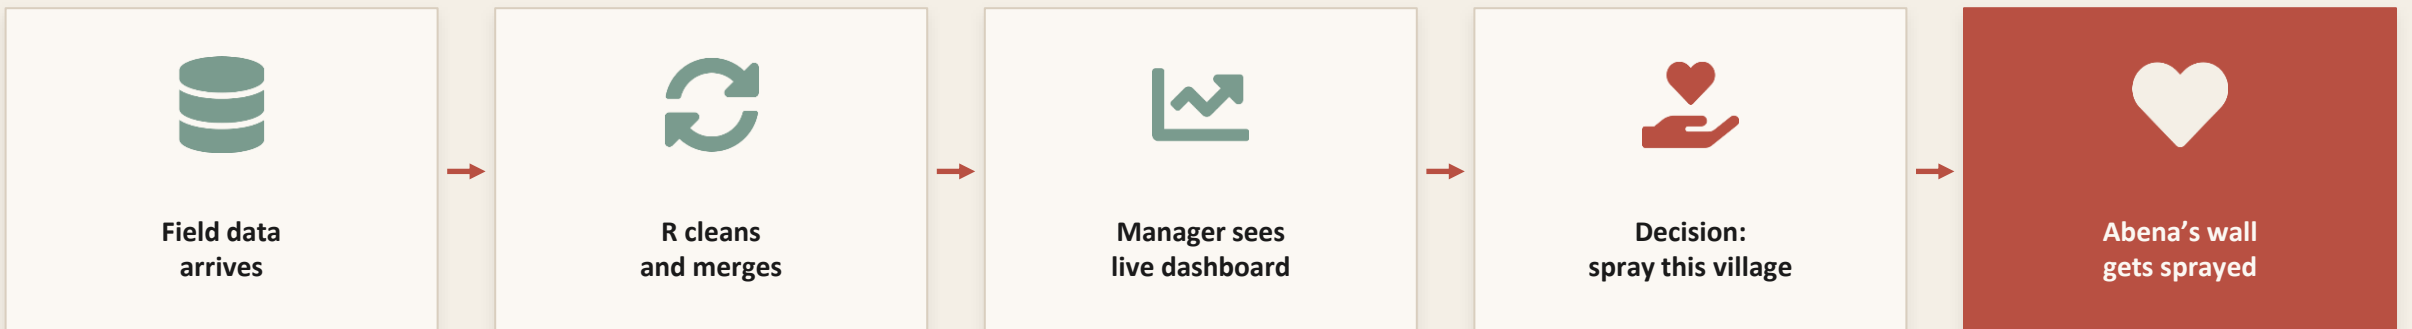 Field data
arrives
R cleans
and merges
Manager sees
live dashboard
Decision:
spray this village
Abena’s wall
gets sprayed